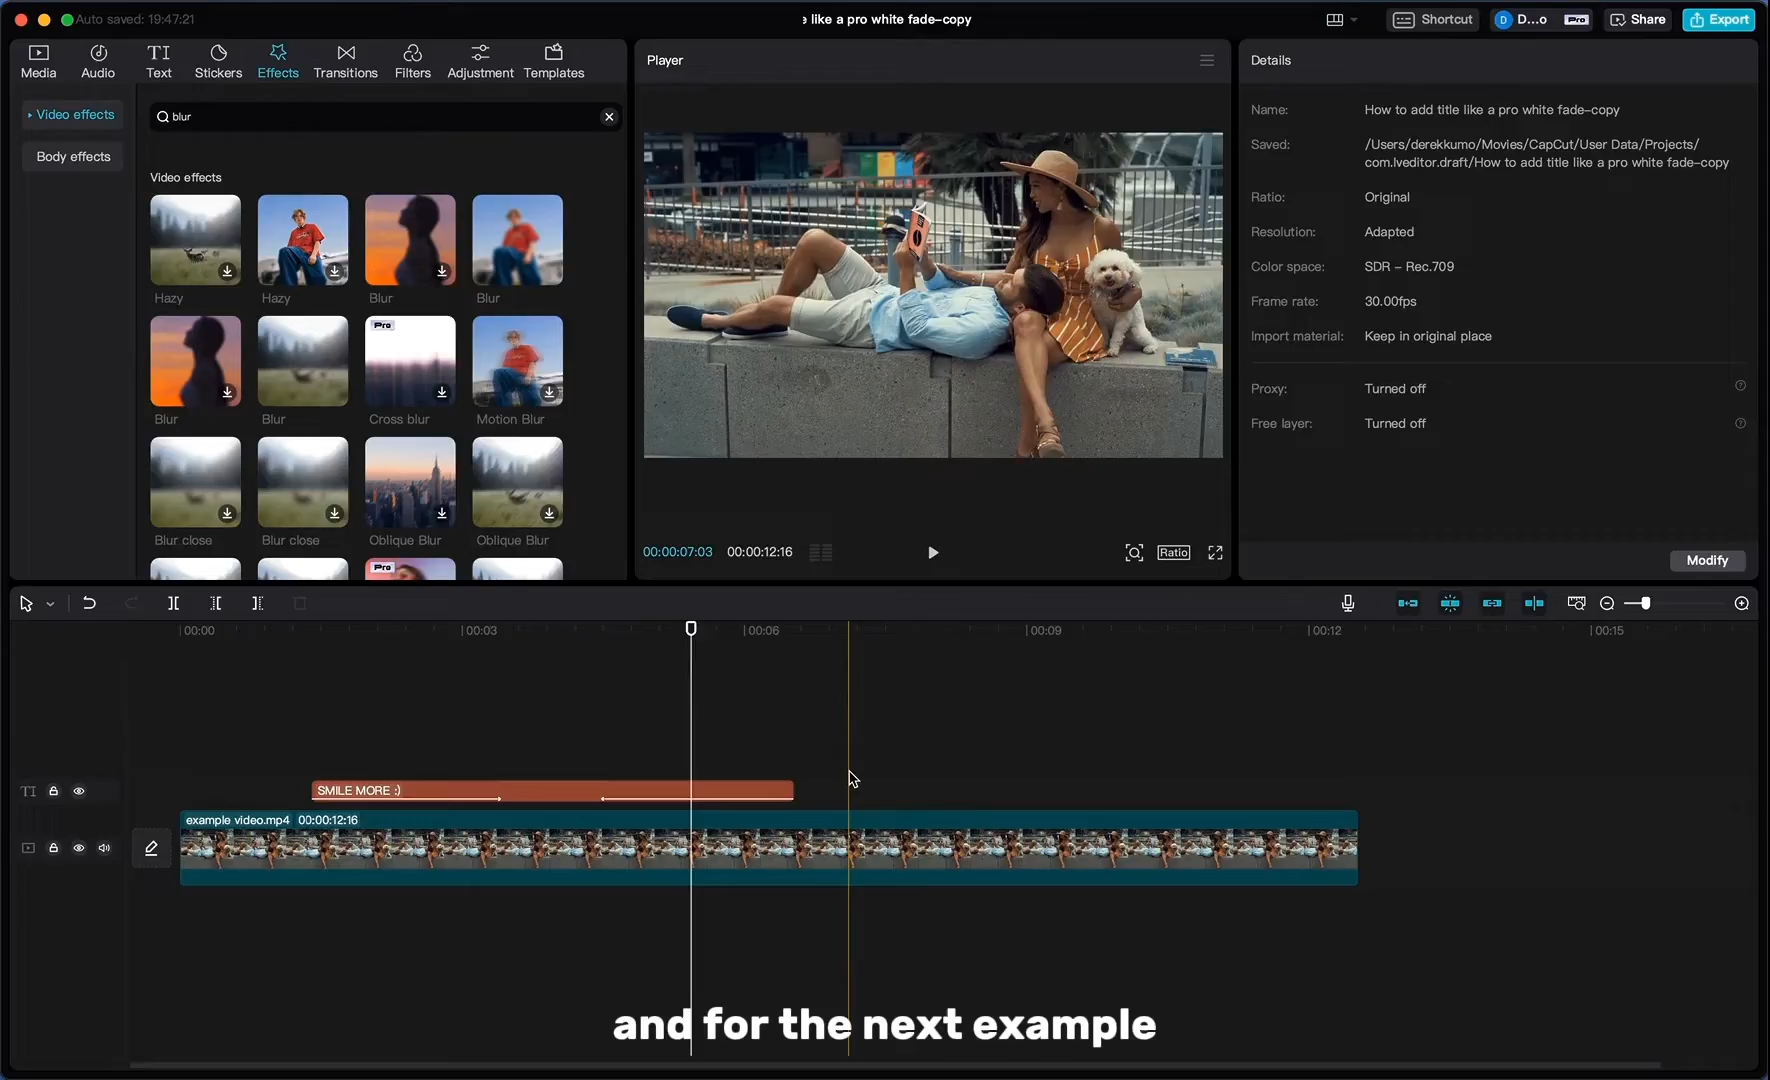 Auto saved: 19:47:21
e like a pro white fade-copy
Shortcut
D D...o Pro
Share
Export
Media
Audio
TI
Text
Stickers
Effects
Transitions
Filters
Adjustment
Templates
Player
Details
Video effects
Body effects
blur
Video effects
Hazy
Hazy
Blur
Blur
Pro
Blur
Blur
Cross blur
Motion Blur
Blur close
Blur close
Oblique Blur
Oblique Blur
Pro
00:00:07:03 00:00:12:16
Ratio
Name: How to add title like a pro white fade-copy
Saved: /Users/derekkumo/Movies/CapCut/User Data/Projects/
com.lveditor.draft/How to add title like a pro white fade-copy
Ratio: Original
Resolution: Adapted
Color space: SDR - Rec.709
Frame rate: 30.00fps
Import material: Keep in original place
Proxy: Turned off
Free layer: Turned off
Modify
00:00 00:03 00:06 00:09 00:12 00:15
TI
SMILE MORE :)
example video.mp4 00:00:12:16
and for the next example